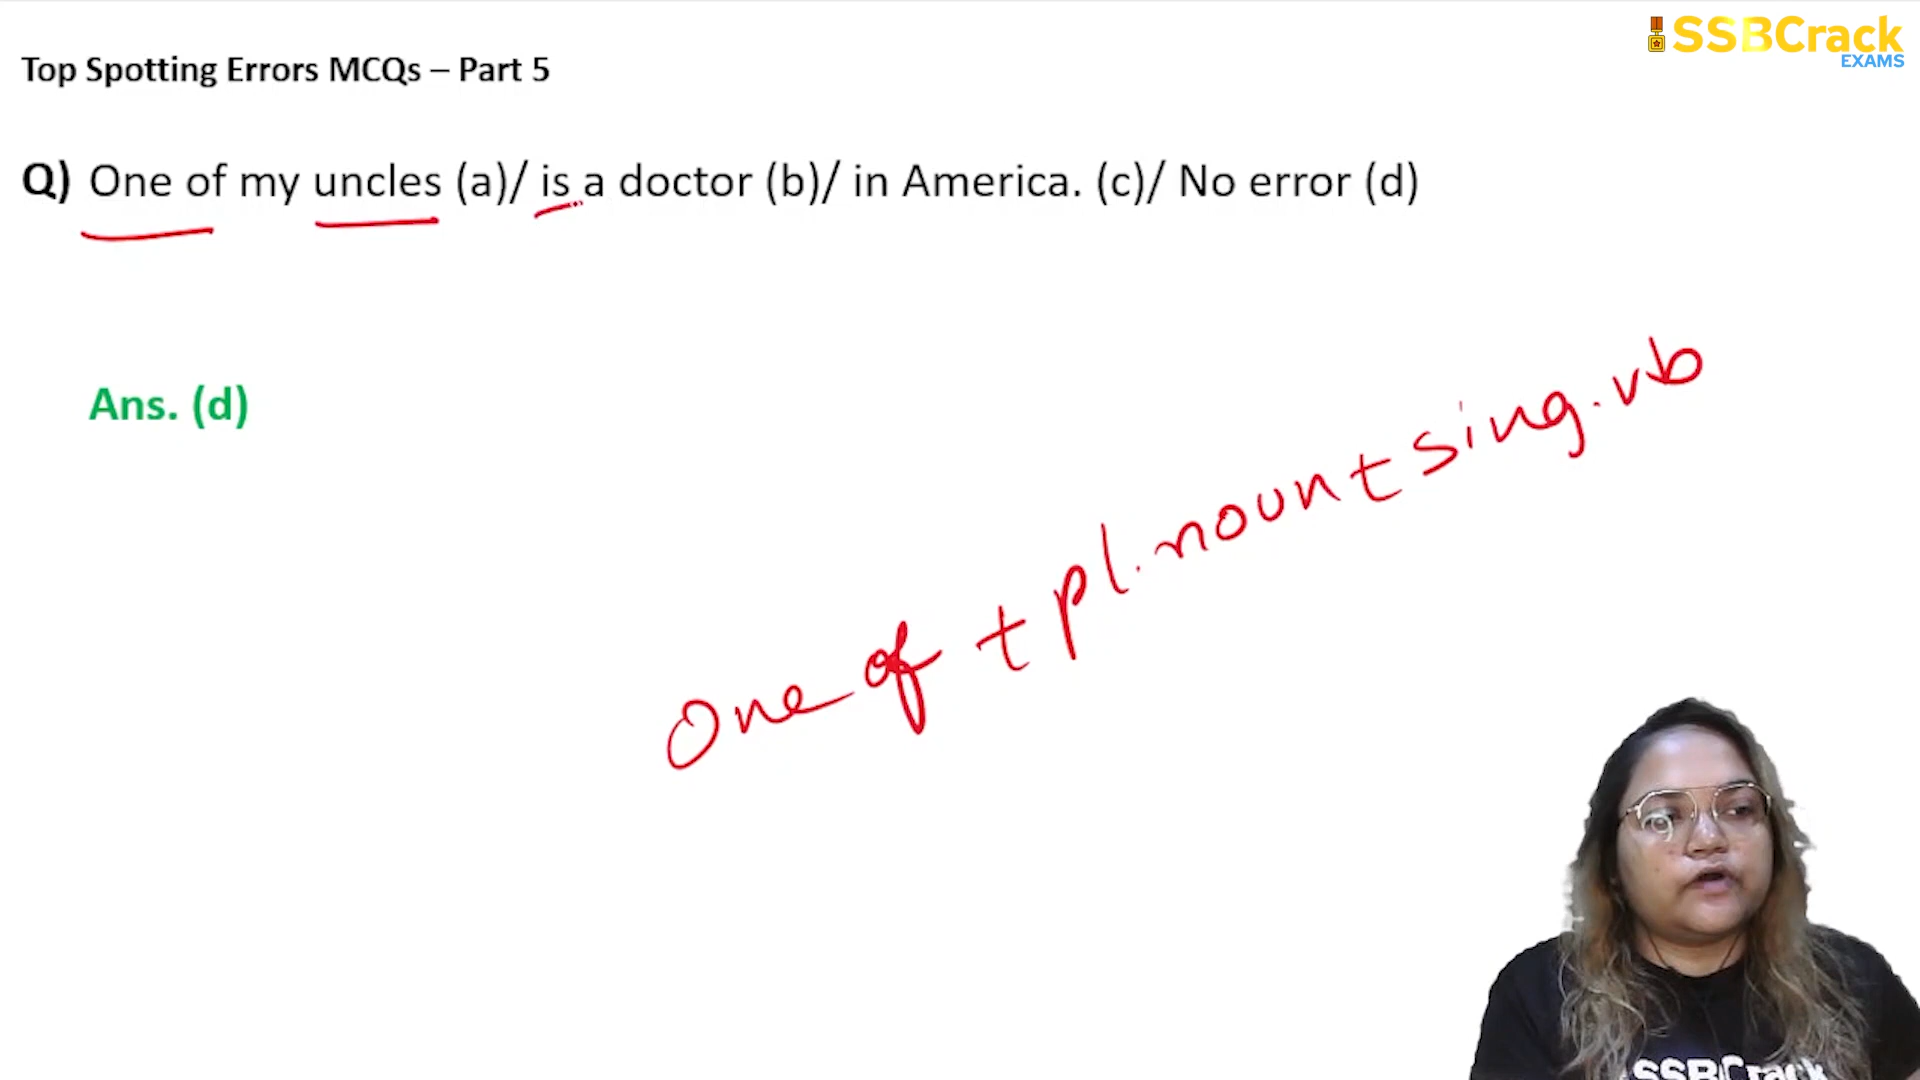 SSBCrack
EXAMS
Top Spotting Errors MCQs – Part 5
Q) One of my uncles (a)/ is a doctor (b)/ in America. (c)/ No error (d)
Ans. (d)
One of + pl. noun + sing. vb
SSBCrack